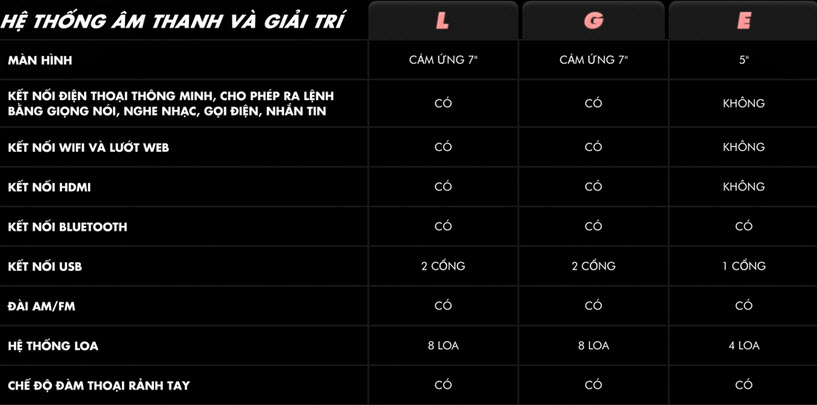 HỆ THỐNG ÂM THANH VÀ GIẢI TRÍ L G E
MÀN HÌNH CẢM ỨNG 7" CẢM ỨNG 7" 5"
KẾT NỐI ĐIỆN THOẠI THÔNG MINH, CHO PHÉP RA LỆNH
BẰNG GIỌNG NÓI, NGHE NHẠC, GỌI ĐIỆN, NHẮN TIN CÓ CÓ KHÔNG
KẾT NỐI WIFI VÀ LƯỚT WEB CÓ CÓ KHÔNG
KẾT NỐI HDMI CÓ CÓ KHÔNG
KẾT NỐI BLUETOOTH CÓ CÓ CÓ
KẾT NỐI USB 2 CỔNG 2 CỔNG 1 CỔNG
ĐÀI AM/FM CÓ CÓ CÓ
HỆ THỐNG LOA 8 LOA 8 LOA 4 LOA
CHẾ ĐỘ ĐÀM THOẠI RẢNH TAY CÓ CÓ CÓ